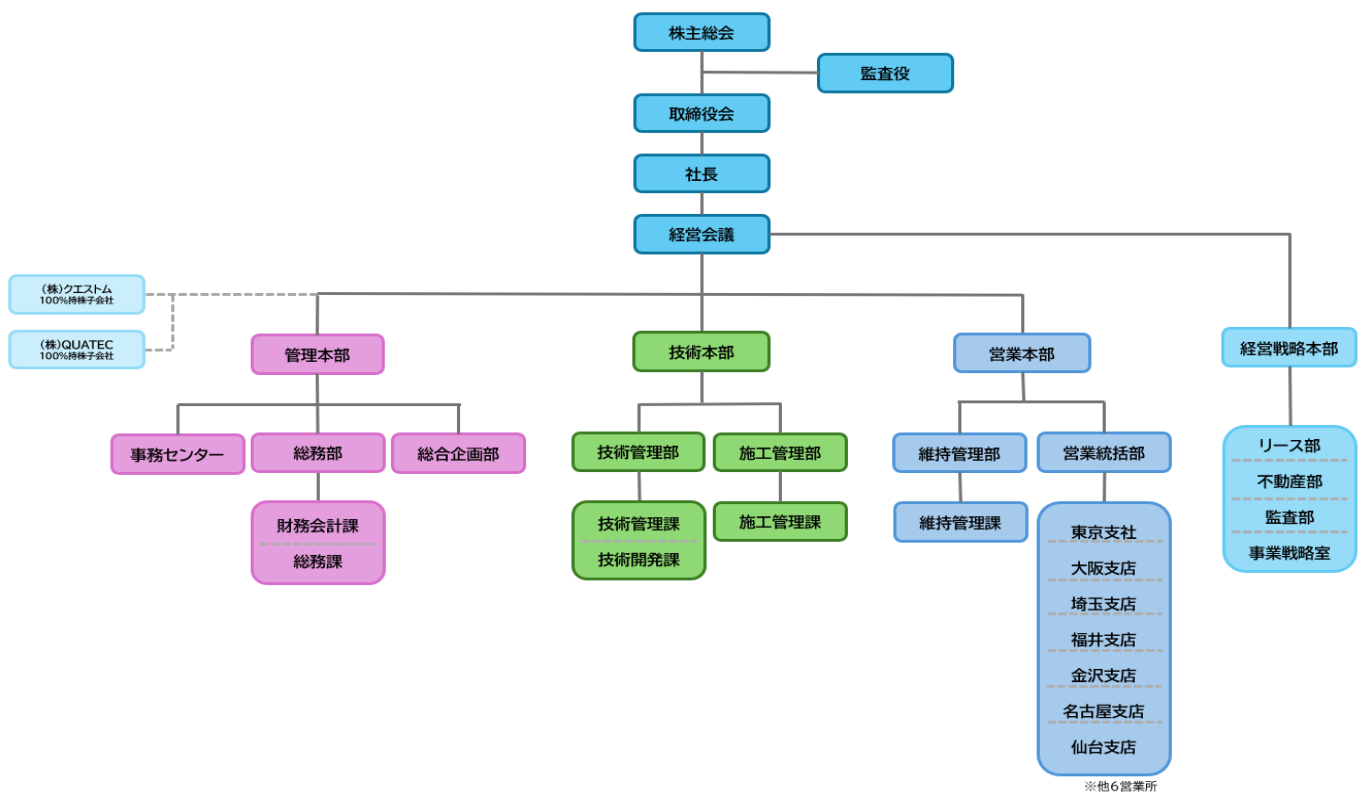 株主総会
監査役
取締役会
社長
経営会議
(株)クエストム
100%持株子会社
(株)QUATEC
100%持株子会社
管理本部
技術本部
営業本部
経営戦略本部
事務センター
総務部
総合企画部
技術管理部
施工管理部
維持管理部
営業統括部
財務会計課
総務課
技術管理課
技術開発課
施工管理課
維持管理課
東京支社
大阪支店
埼玉支店
福井支店
金沢支店
名古屋支店
仙台支店
※他6営業所
リース部
不動産部
監査部
事業戦略室